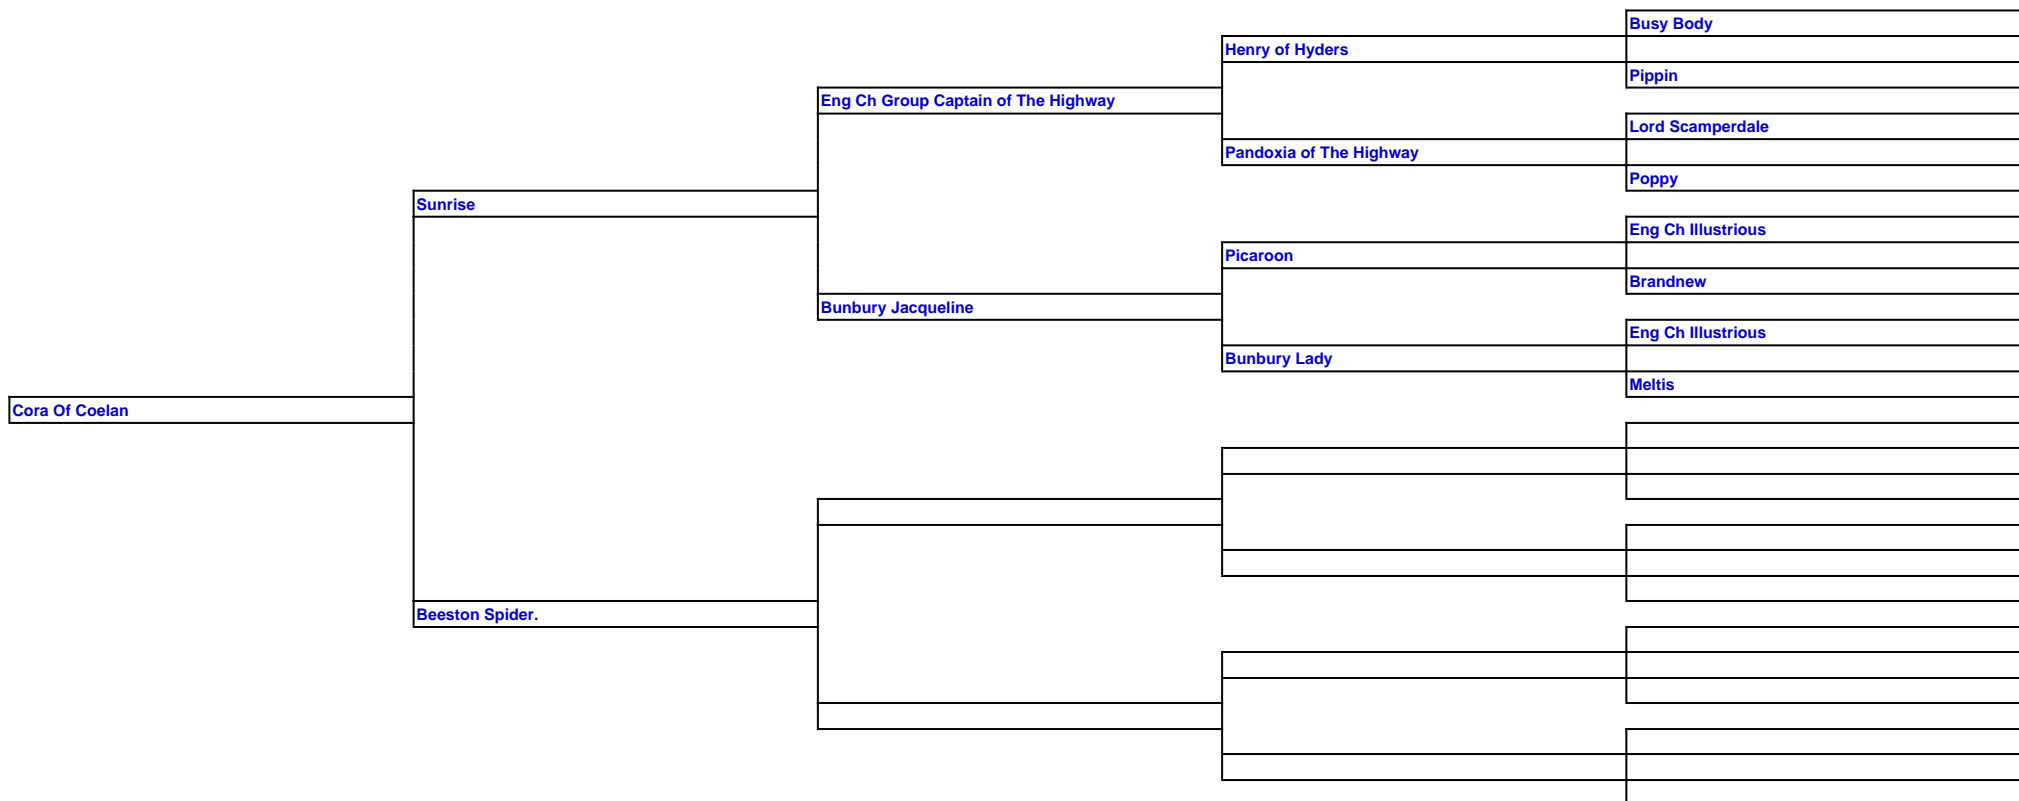 Busy Body
Henry of Hyders
Pippin
Eng Ch Group Captain of The Highway
Lord Scamperdale
Pandoxia of The Highway
Poppy
Sunrise
Eng Ch Illustrious
Picaroon
Brandnew
Bunbury Jacqueline
Eng Ch Illustrious
Bunbury Lady
Meltis
Cora Of Coelan
Beeston Spider.